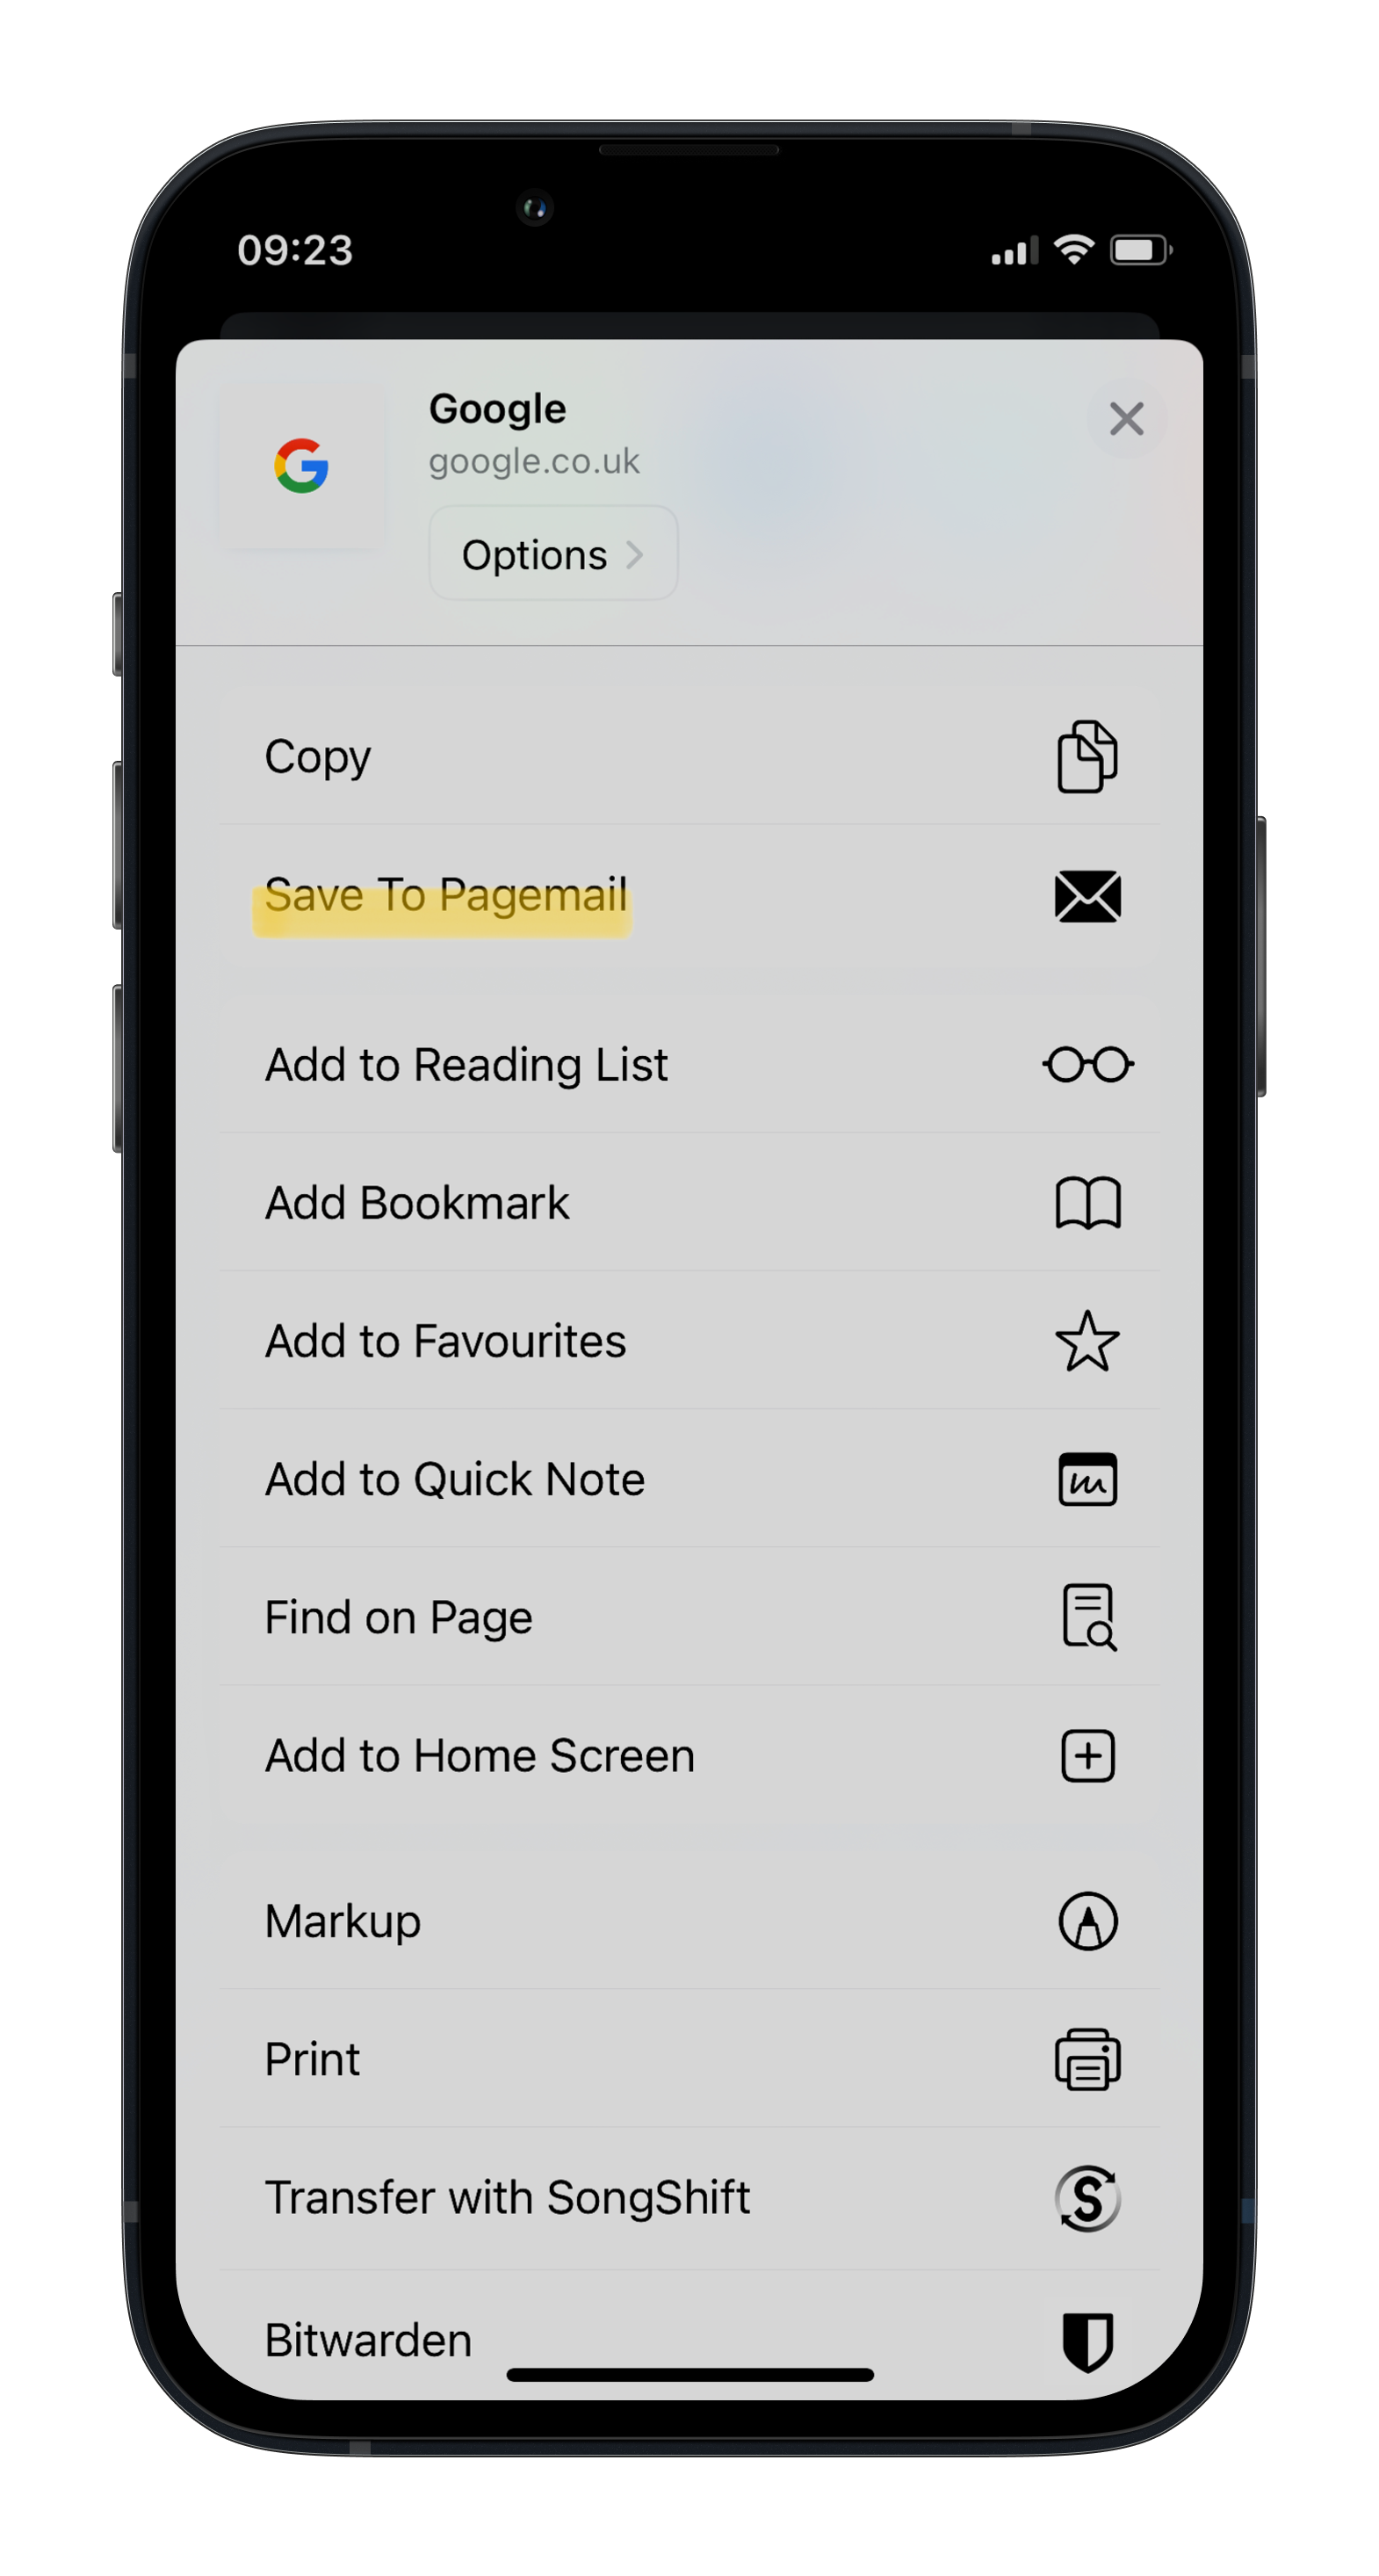 09:23
Google
google.co.uk
Options
Copy
Save To Pagemail
Add to Reading List
Add Bookmark
Add to Favourites
Add to Quick Note
Find on Page
Add to Home Screen
Markup
Print
Transfer with SongShift
Bitwarden